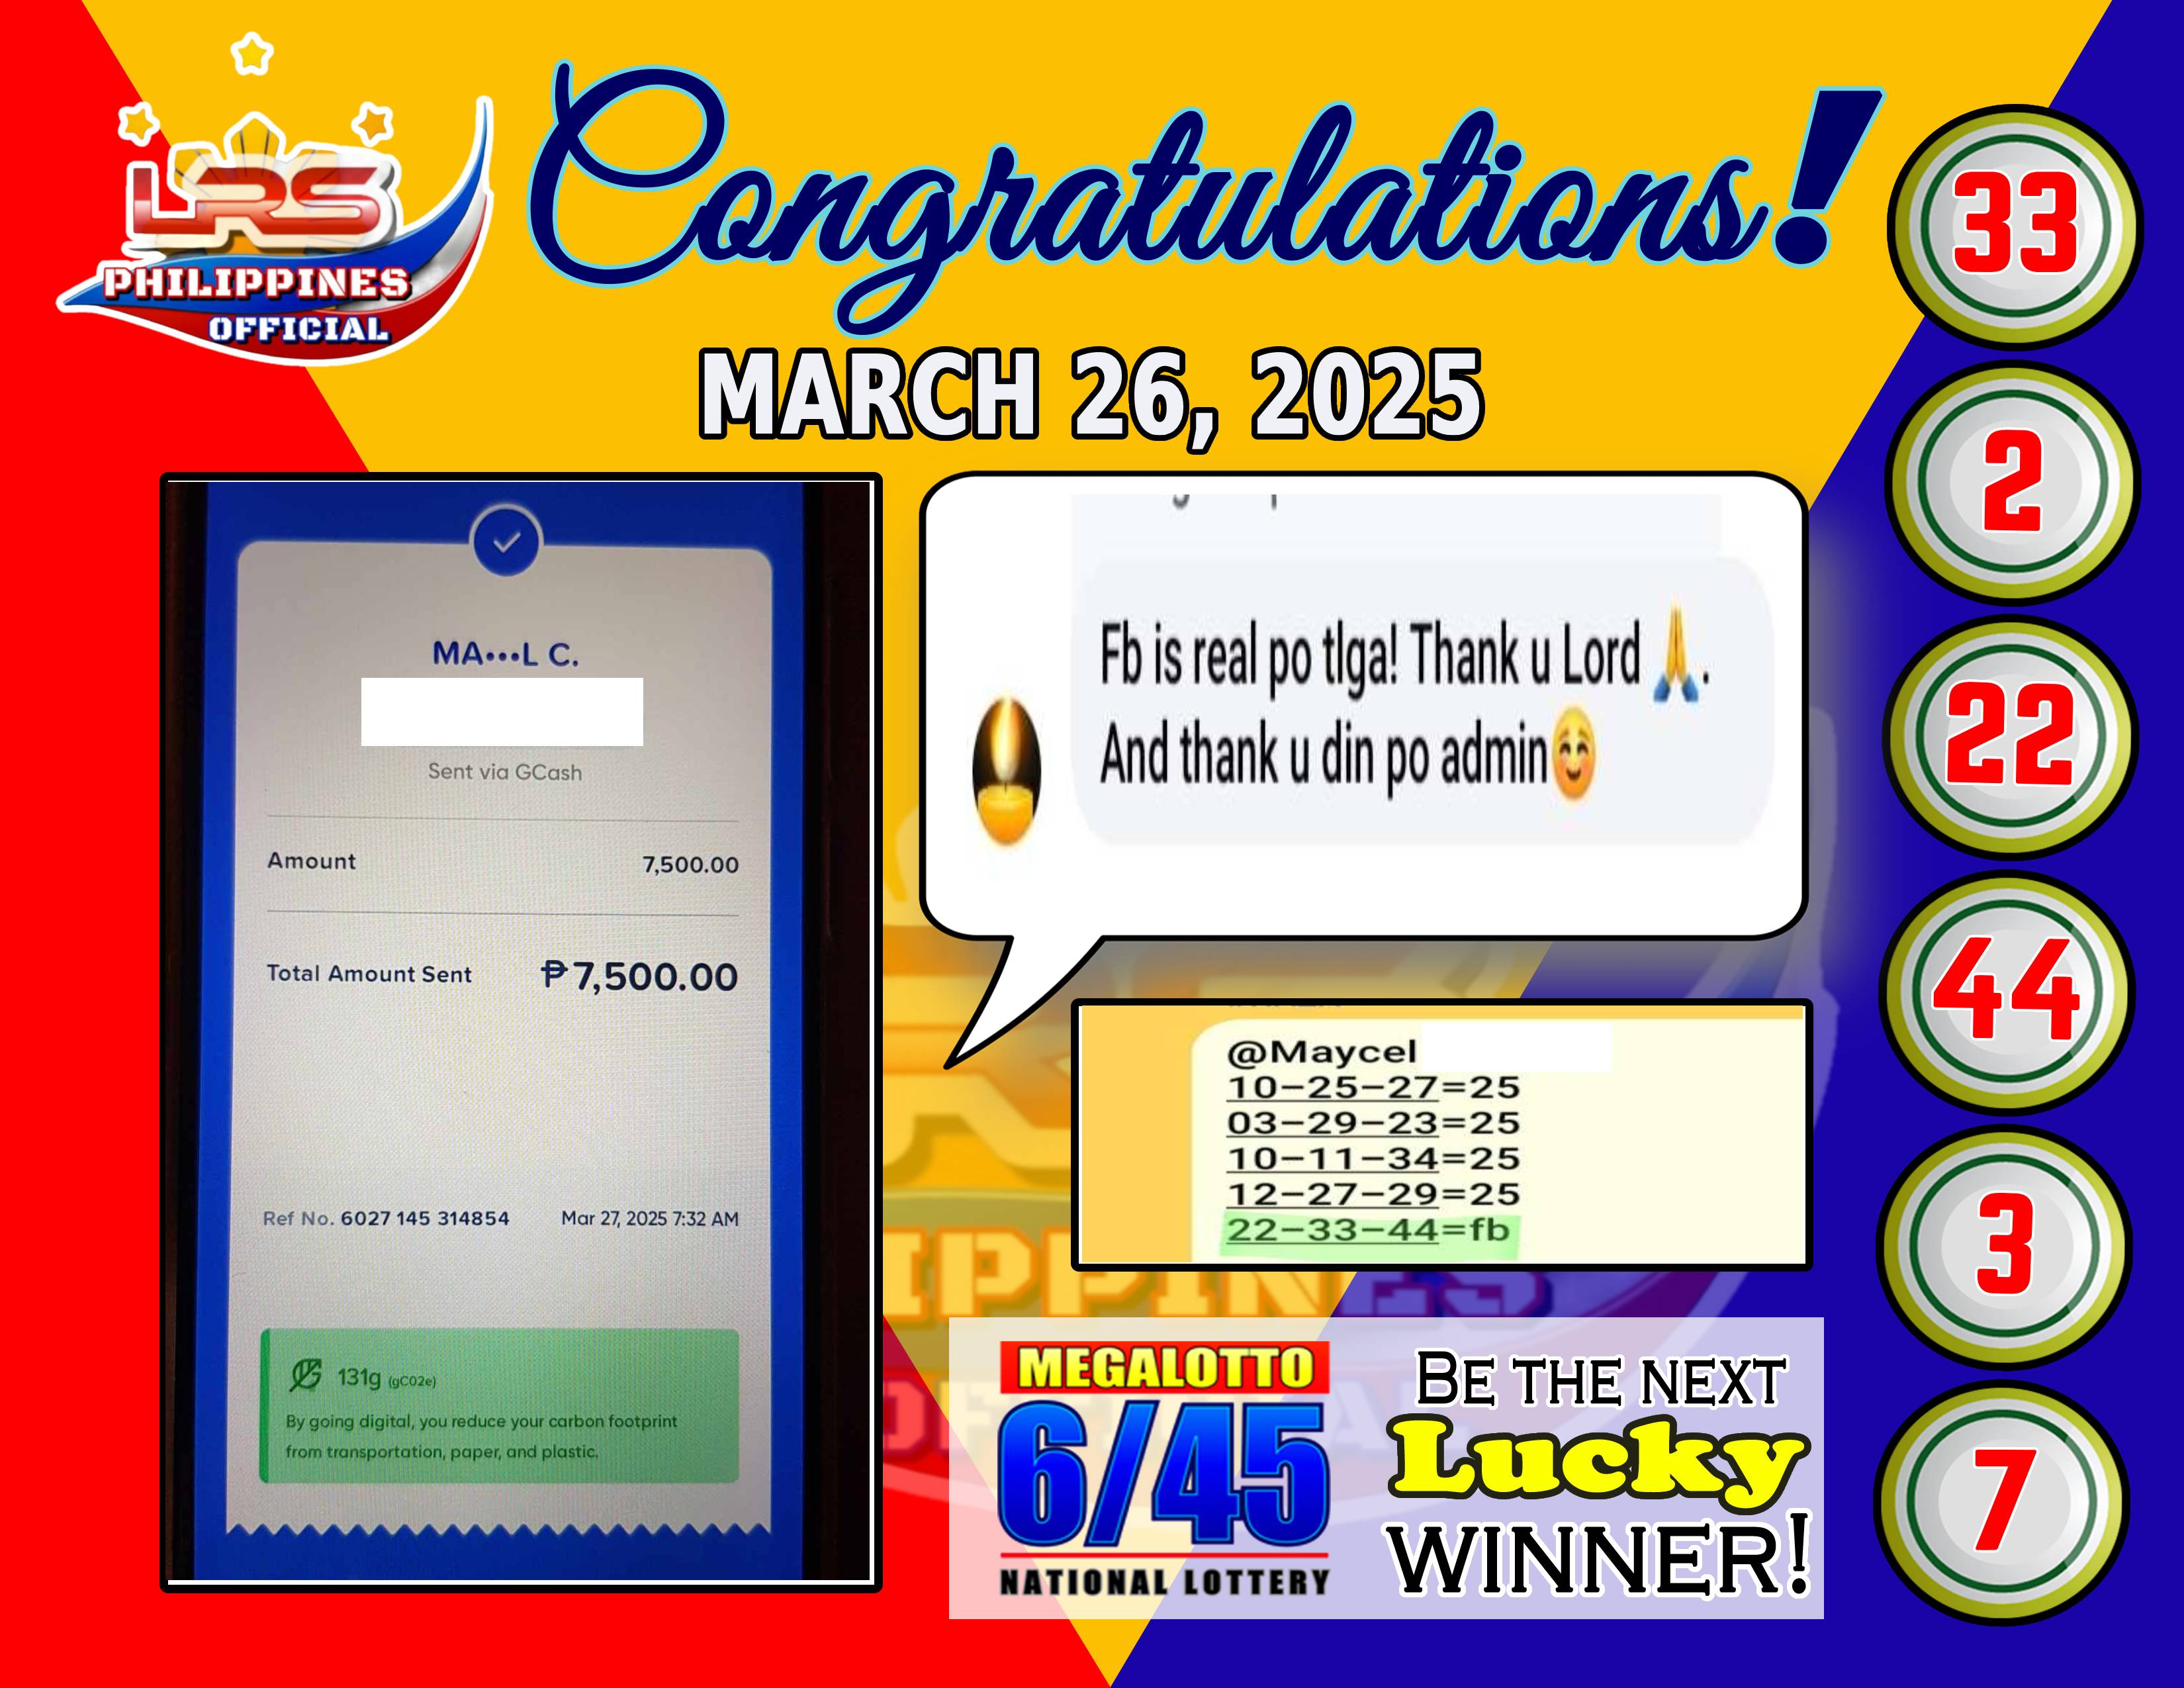 LRS
PHILIPPINES
OFFICIAL
Congratulations!
MARCH 26, 2025
MA•••L C.
Sent via GCash
Amount 7,500.00
Total Amount Sent ₱7,500.00
Ref No. 6027 145 314854 Mar 27, 2025 7:32 AM
131g (gCO2e)
By going digital, you reduce your carbon footprint
from transportation, paper, and plastic.
Fb is real po tlga! Thank u Lord 🙏.
And thank u din po admin😊
@Maycel
10-25-27=25
03-29-23=25
10-11-34=25
12-27-29=25
22-33-44=fb
MEGALOTTO
6/45
NATIONAL LOTTERY
BE THE NEXT
Lucky
WINNER!
33
2
22
44
3
7